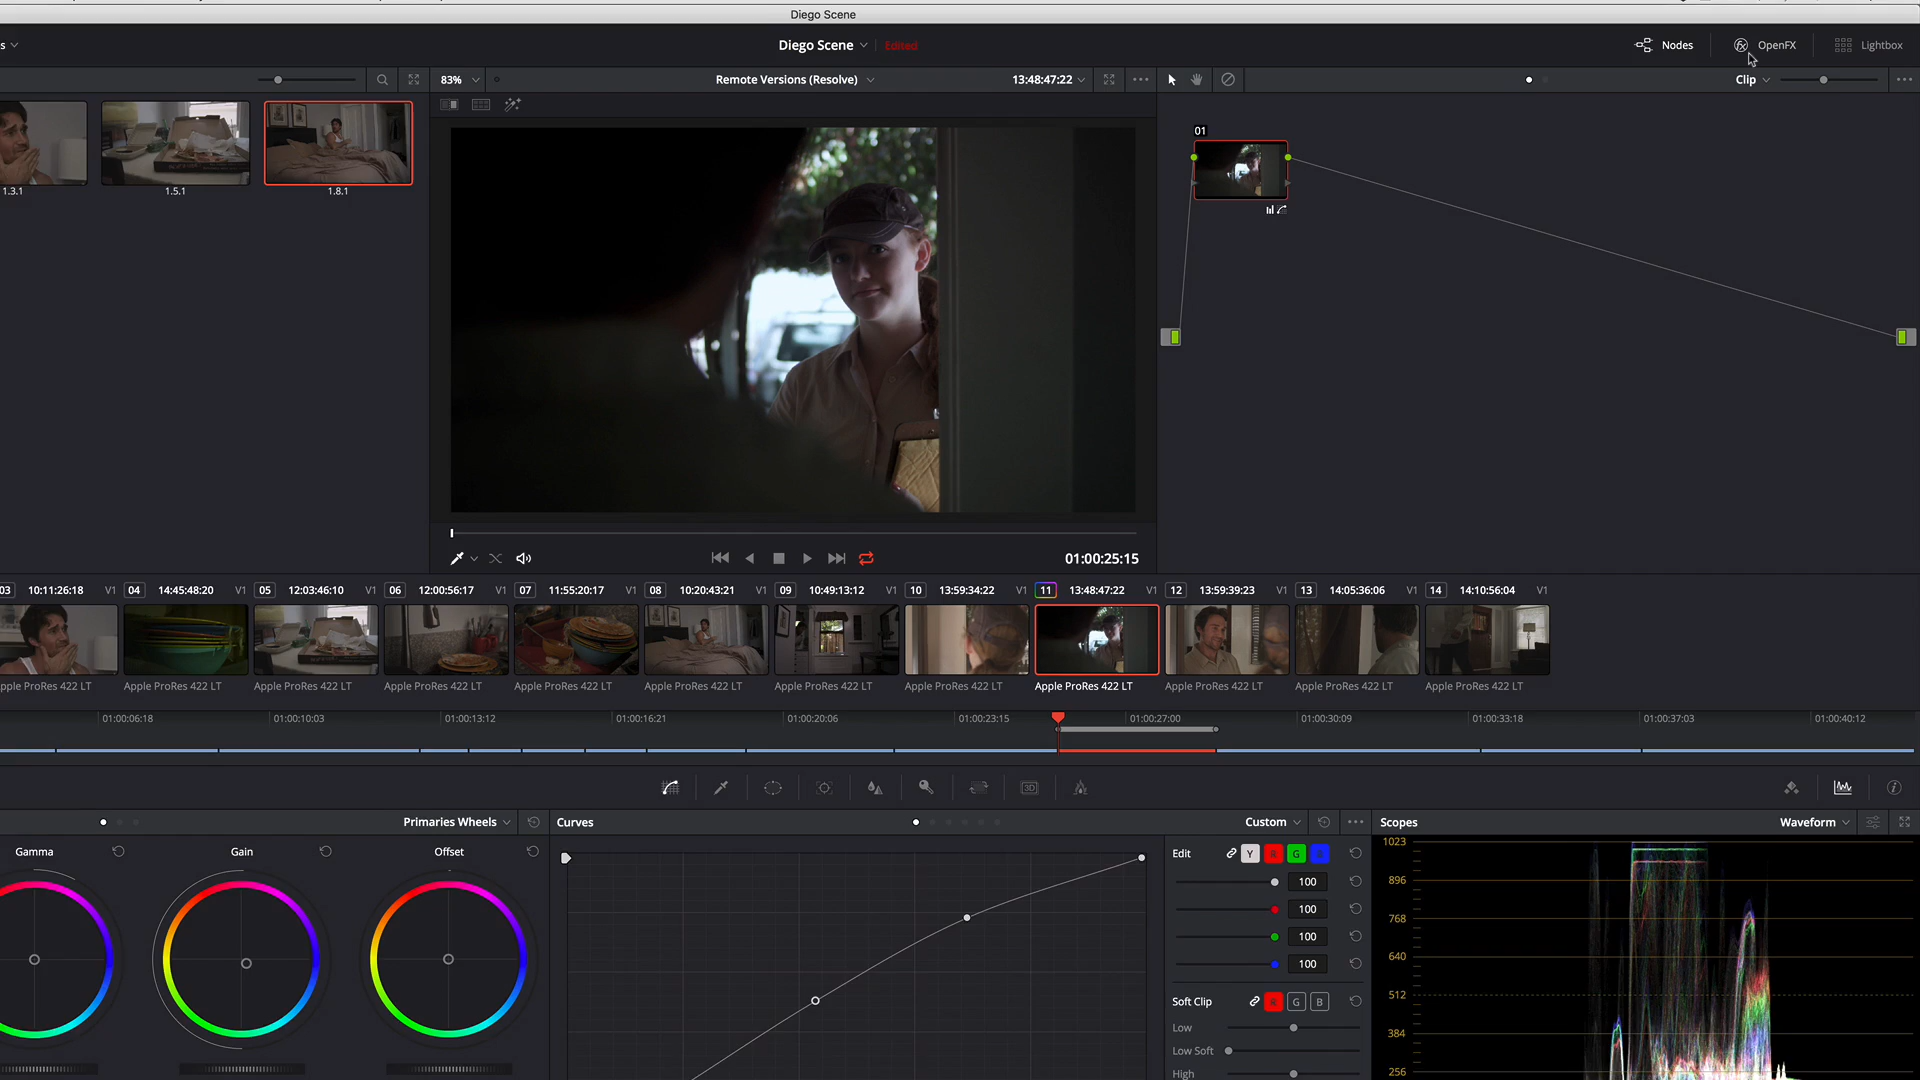 Diego Scene
s
Diego Scene
Edited
Nodes
OpenFX
Lightbox
83%
Remote Versions (Resolve)
13:48:47:22
Clip
01
1.3.1
1.5.1
1.8.1
01:00:25:15
03 10:11:26:18 V1
04 14:45:48:20 V1
05 12:03:46:10 V1
06 12:00:56:17 V1
07 11:55:20:17 V1
08 10:20:43:21 V1
09 10:49:13:12 V1
10 13:59:34:22 V1
11 13:48:47:22 V1
12 13:59:39:23 V1
13 14:05:36:06 V1
14 14:10:56:04 V1
pple ProRes 422 LT
Apple ProRes 422 LT
Apple ProRes 422 LT
Apple ProRes 422 LT
Apple ProRes 422 LT
Apple ProRes 422 LT
Apple ProRes 422 LT
Apple ProRes 422 LT
Apple ProRes 422 LT
Apple ProRes 422 LT
Apple ProRes 422 LT
Apple ProRes 422 LT
01:00:06:18
01:00:10:03
01:00:13:12
01:00:16:21
01:00:20:06
01:00:23:15
01:00:27:00
01:00:30:09
01:00:33:18
01:00:37:03
01:00:40:12
3D
Primaries Wheels
Gamma
Gain
Offset
Curves
Custom
Edit
Y R G B
100
100
100
100
Soft Clip
R G B
Low
Low Soft
High
Scopes
Waveform
1023
896
768
640
512
384
256